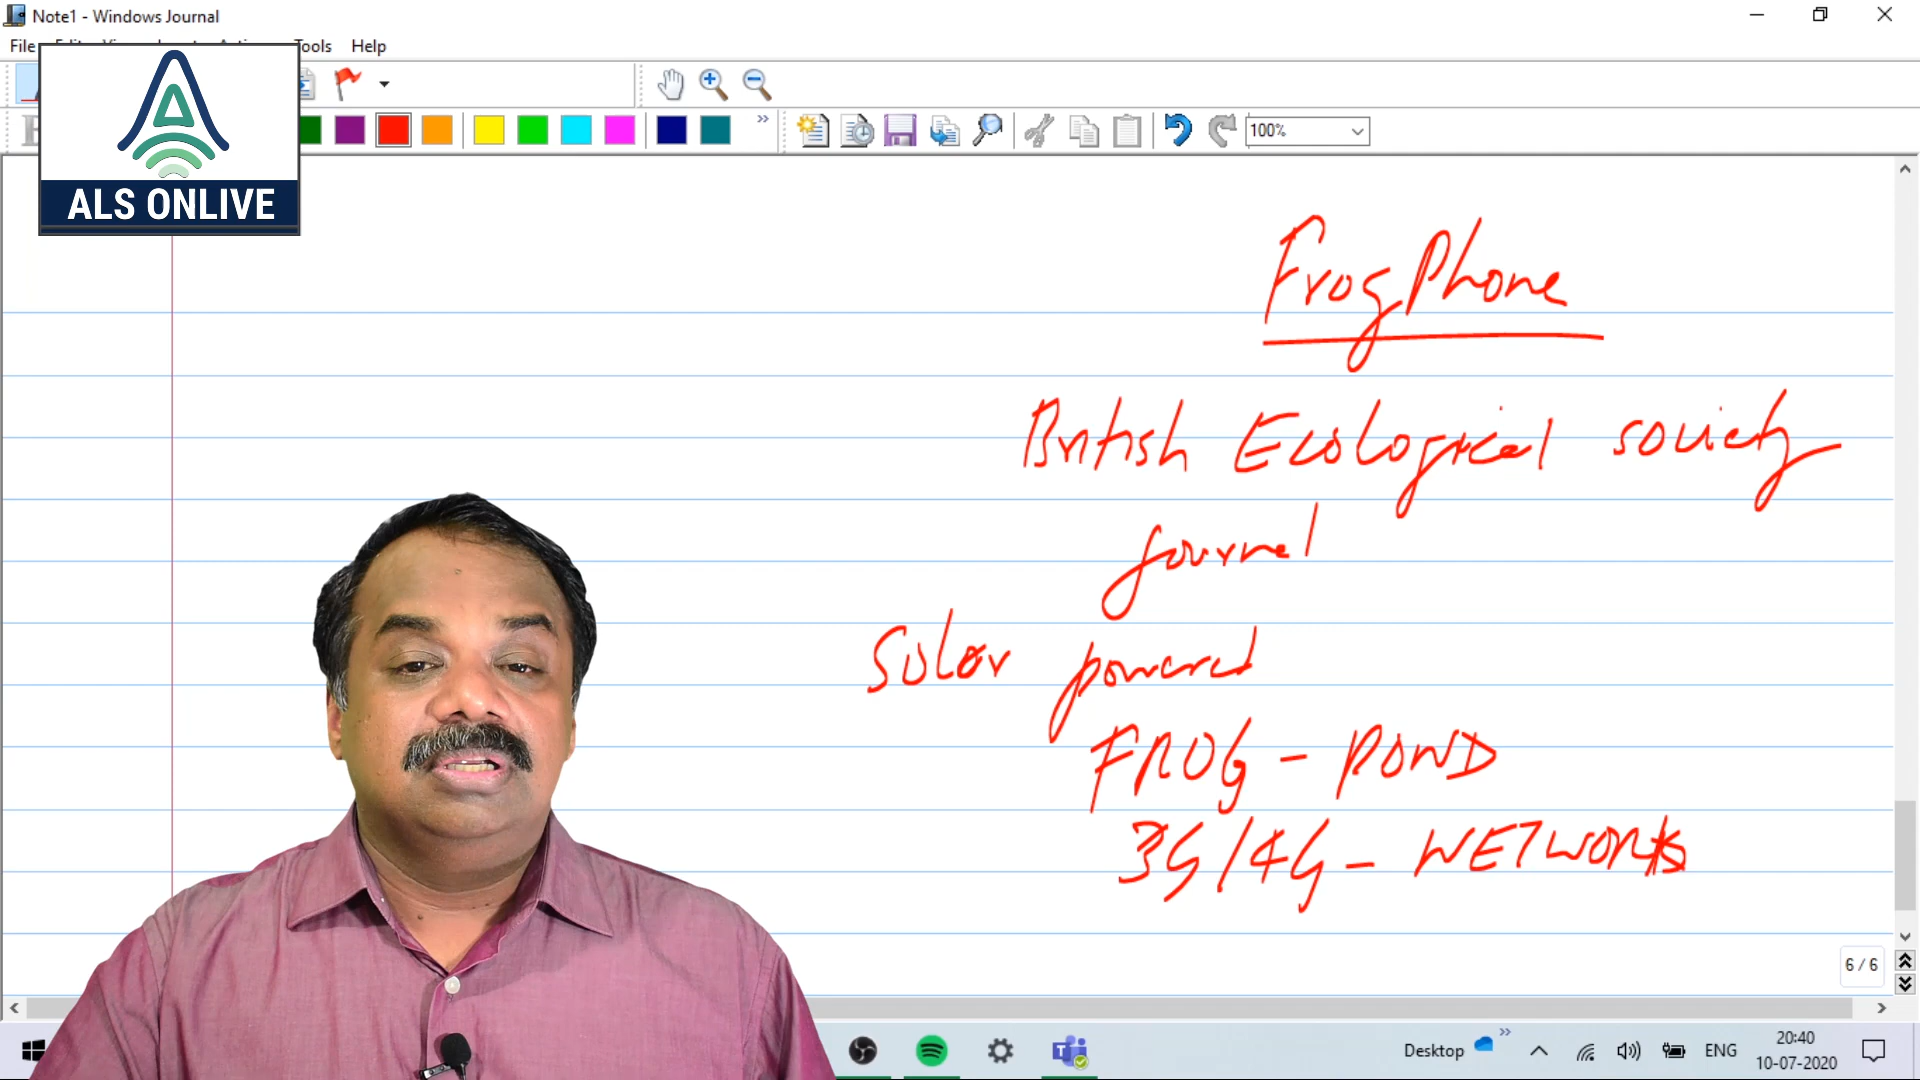 Note1 - Windows Journal
File Tools Help
ALS ONLIVE
100%
FrogPhone
British Ecological society
Journal
Solar powered
FROG - POND
3G/4G - NETWORKS
6 / 6
Desktop
ENG
20:40
10-07-2020